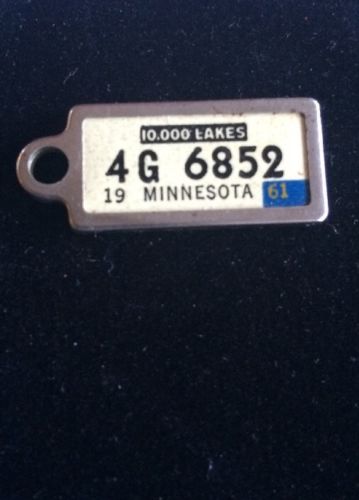 10.000 LAKES
4G 6852
19 MINNESOTA 61